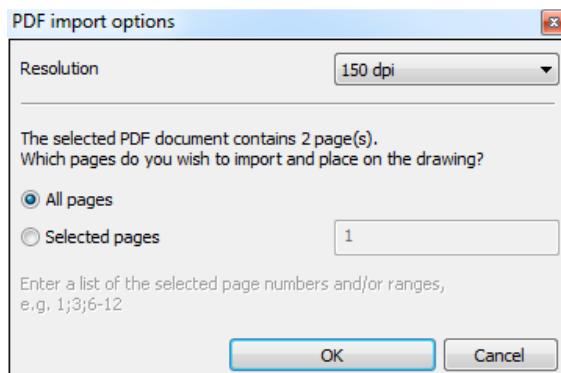 PDF import options
Resolution
150 dpi
The selected PDF document contains 2 page(s).
Which pages do you wish to import and place on the drawing?
All pages
Selected pages
1
Enter a list of the selected page numbers and/or ranges,
e.g. 1;3;6-12
OK
Cancel